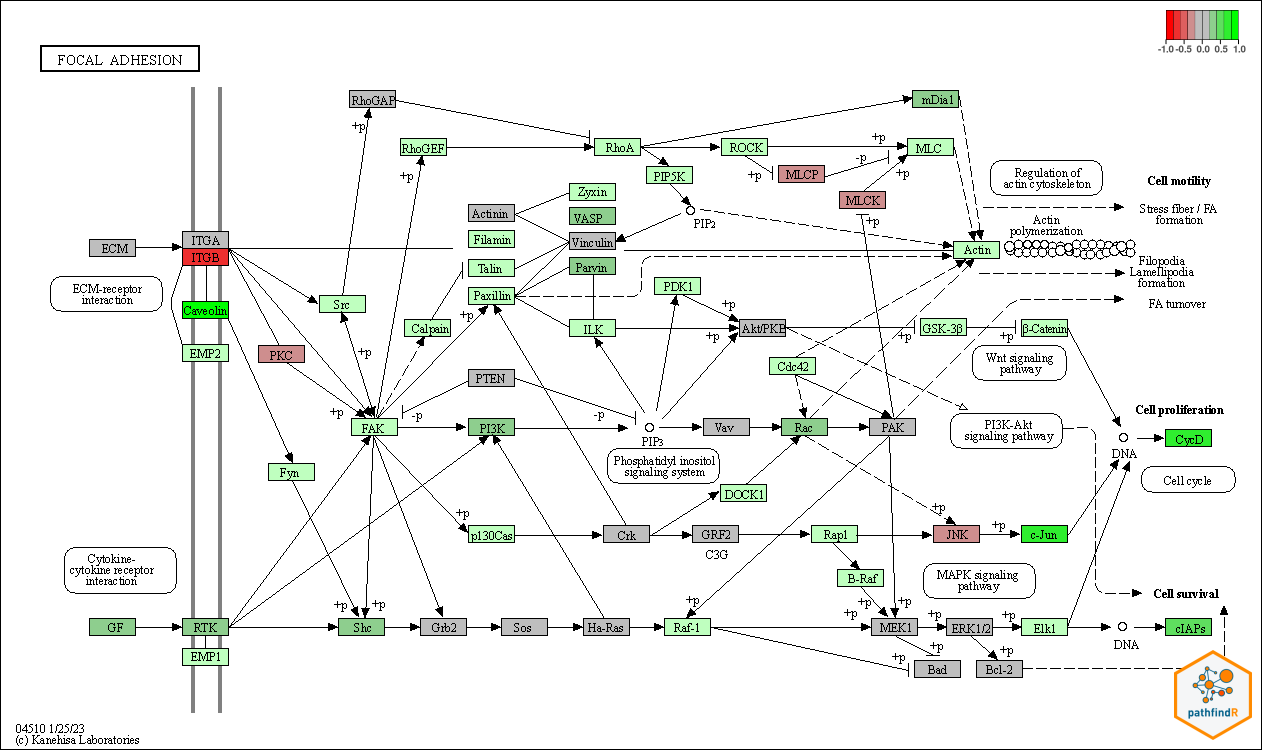 FOCAL ADHESION
-1.0 -0.5 0.0 0.5 1.0
RhoGAP
mDia1
+p
RhoGEF
RhoA
ROCK
+p
MLC
-p
+p
PIP5K
+p
MLCP
+p
MLCK
+p
Regulation of
actin cytoskeleton
Cell motility
Zyxin
Actinin
VASP
PIP2
Stress fiber / FA
formation
Actin
polymerization
ECM
ITGA
ITGB
Filamin
Vinculin
Actin
Talin
Parvin
Filopodia
Lamellipodia
formation
ECM-receptor
interaction
Paxillin
PDK1
Caveolin
Src
+p
+p
FA turnover
Calpain
ILK
+p
Akt/PKB
GSK-3β
β-Catenin
EMP2
PKC
+p
Cdc42
Wnt signaling
pathway
PTEN
+p
-p
-p
Cell proliferation
FAK
PI3K
PIP3
Vav
Rac
PAK
PI3K-Akt
signaling pathway
CycD
DNA
Phosphatidyl inositol
signaling system
Fyn
Cell cycle
DOCK1
+p
+p
+p
p130Cas
Crk
GRF2
C3G
Rap1
JNK
c-Jun
Cytokine-
cytokine receptor
interaction
B-Raf
MAPK signaling
pathway
+p
Cell survival
+p
+p
+p
+p
+p
+p
+p
GF
RTK
Shc
Grb2
Sos
Ha-Ras
Raf-1
MEK1
ERK1/2
Elk1
DNA
cIAPs
EMP1
+p
+p
+p
Bad
Bcl-2
pathfindR
04510 1/25/23
(c) Kanehisa Laboratories